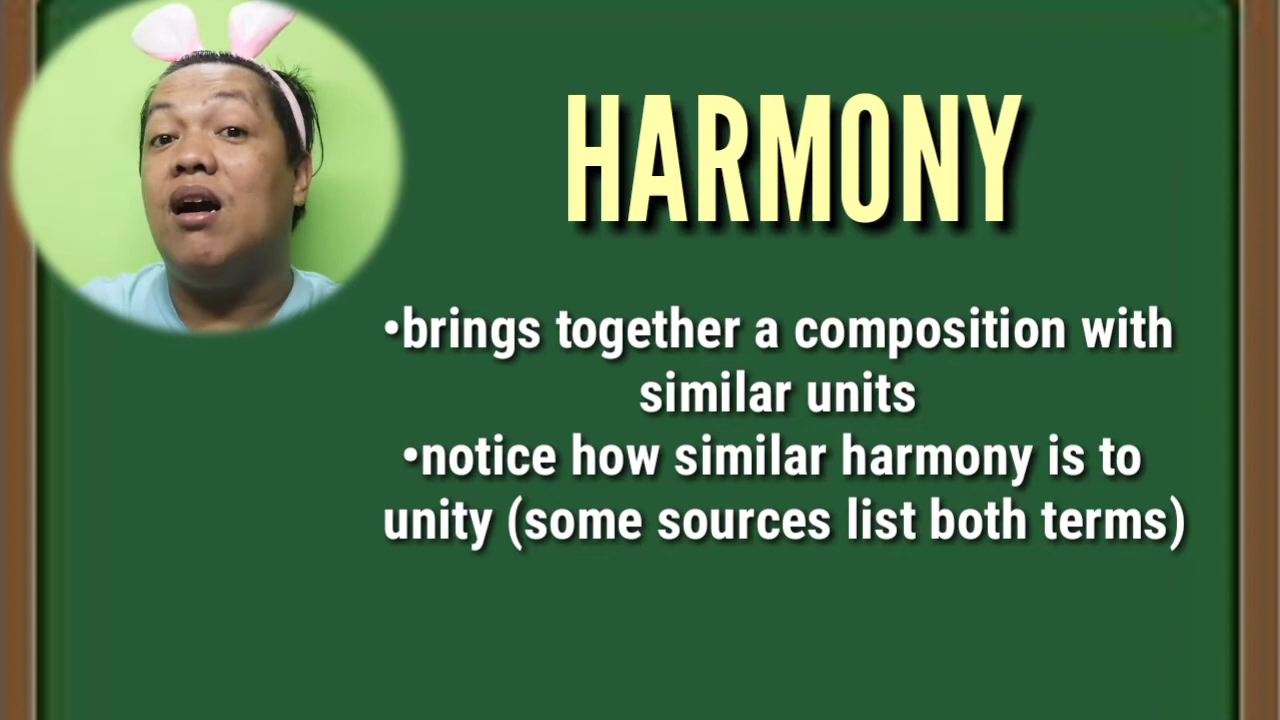 HARMONY
•brings together a composition with
similar units
•notice how similar harmony is to
unity (some sources list both terms)